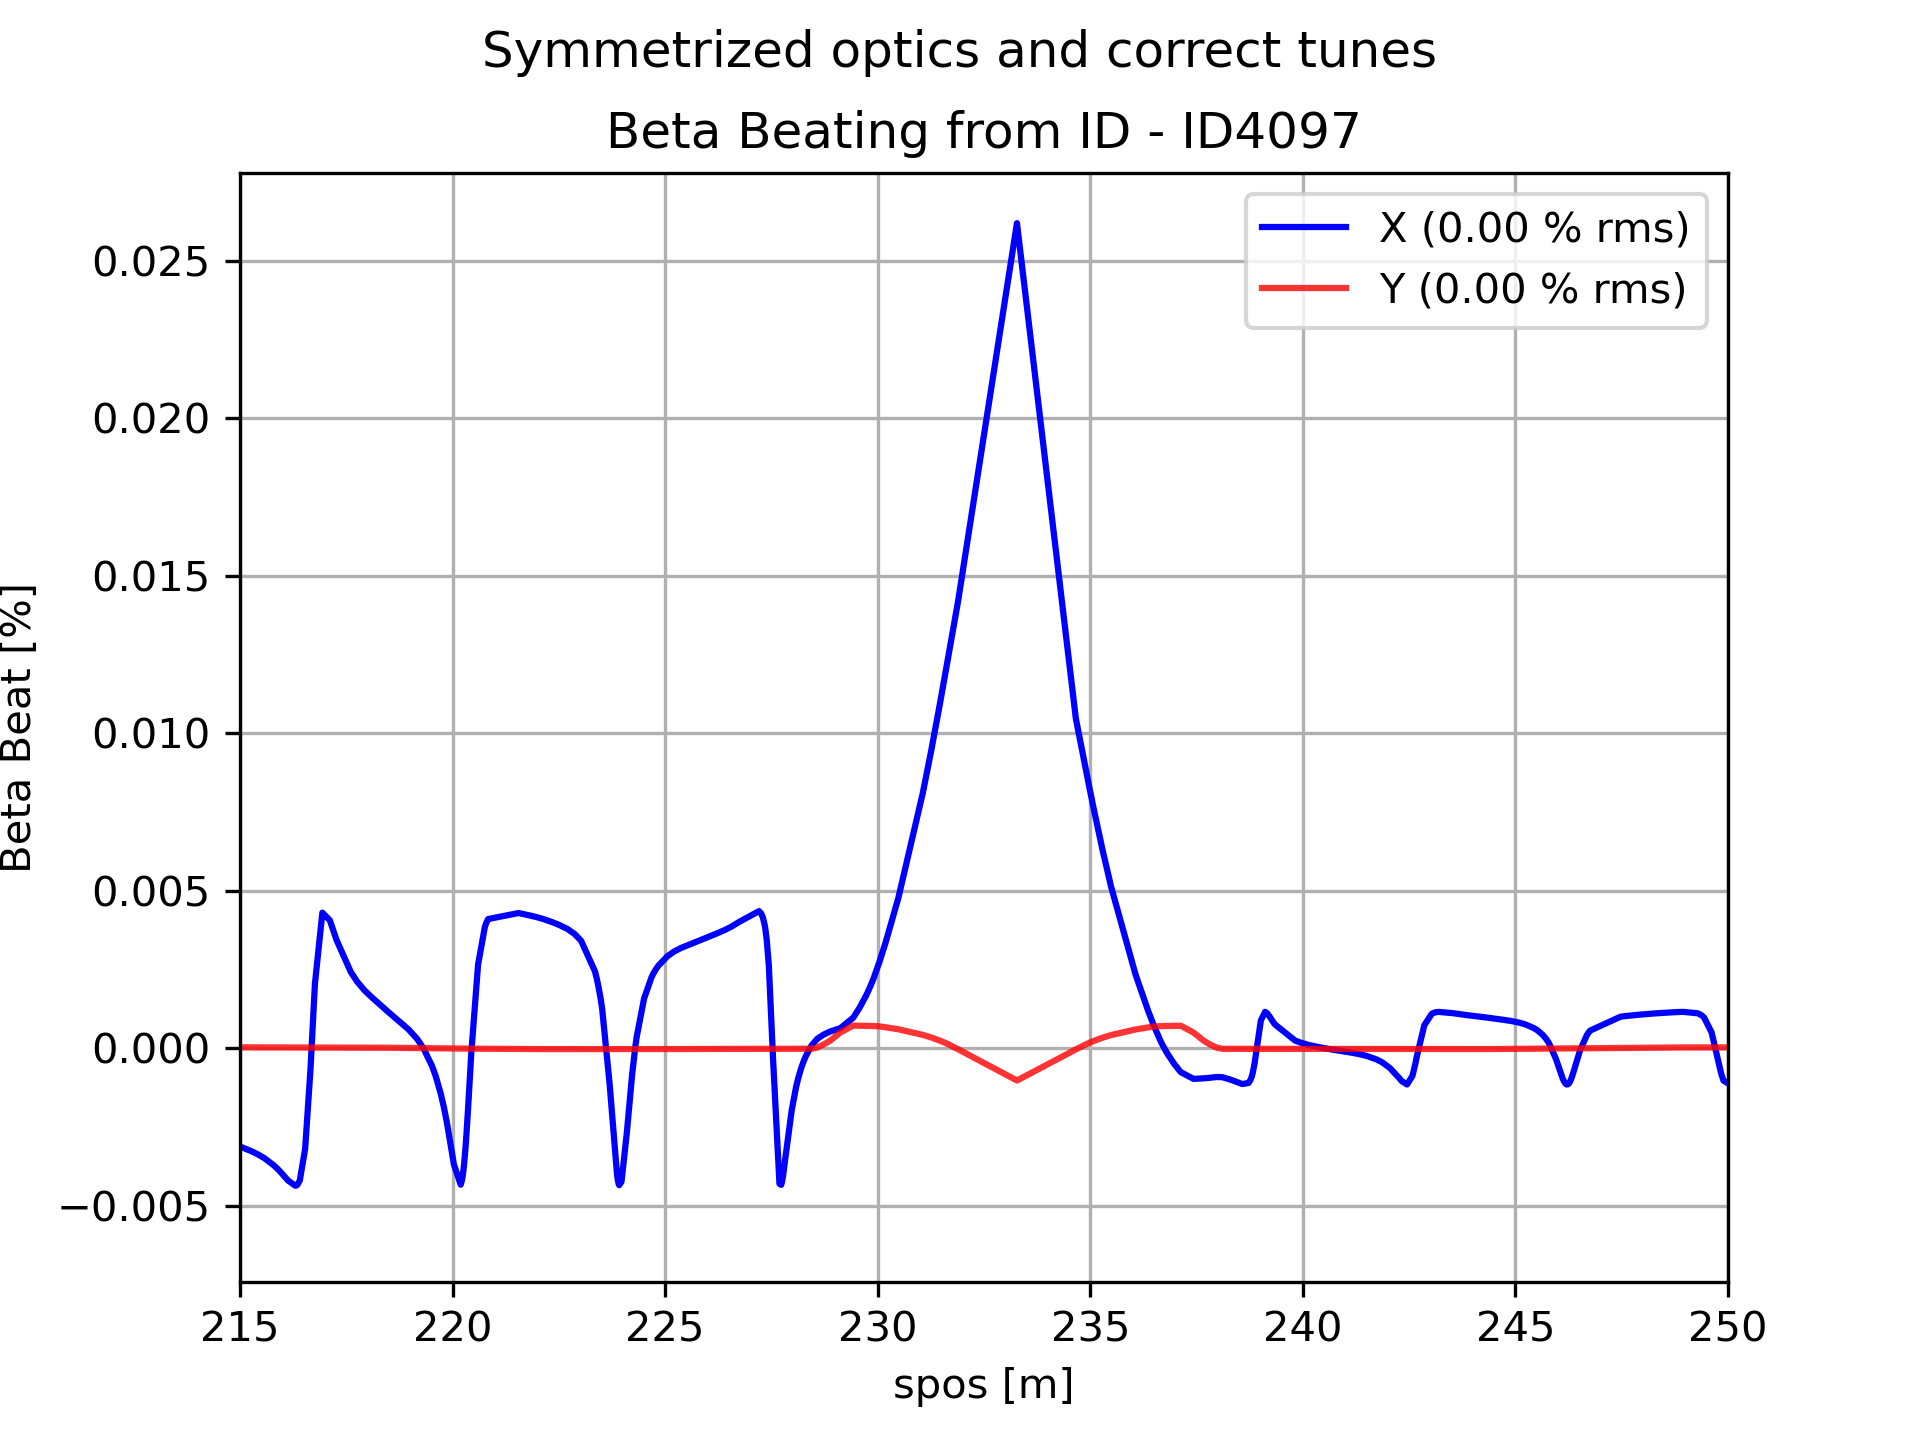 Symmetrized optics and correct tunes
Beta Beating from ID - ID4097
X (0.00 % rms)
Y (0.00 % rms)
0.025
0.020
0.015
0.010
0.005
0.000
−0.005
Beta Beat [%]
215 220 225 230 235 240 245 250
spos [m]